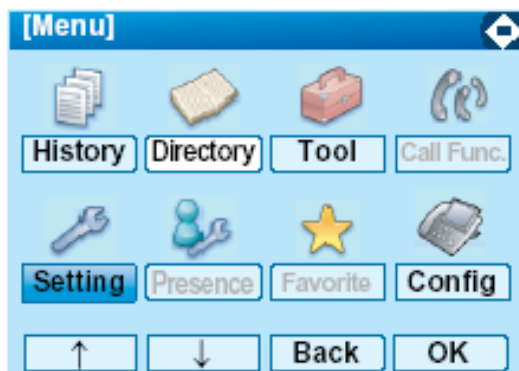 [Menu]
History Directory Tool Call Func.
Setting Presence Favorite Config
↑ ↓ Back OK